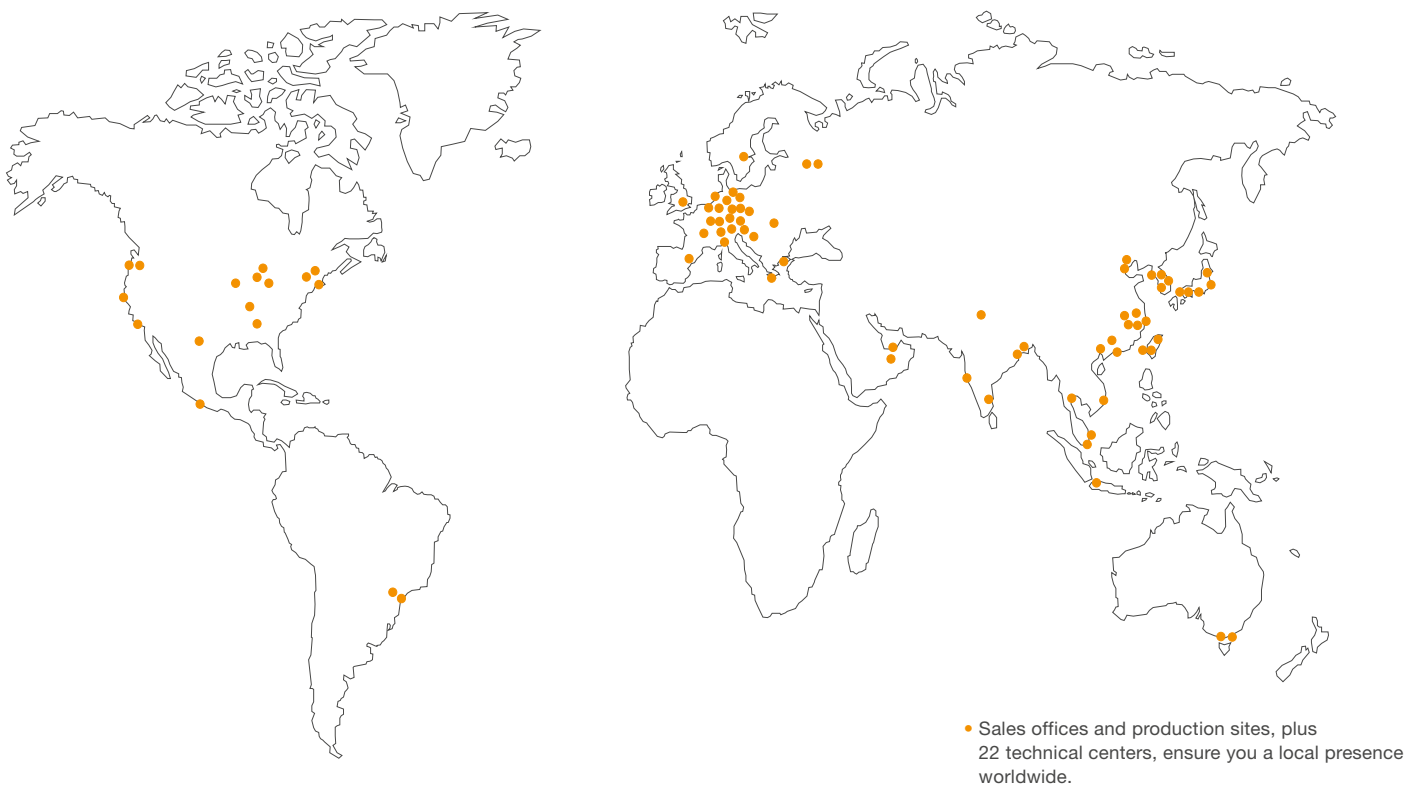 Sales offices and production sites, plus
22 technical centers, ensure you a local presence
worldwide.